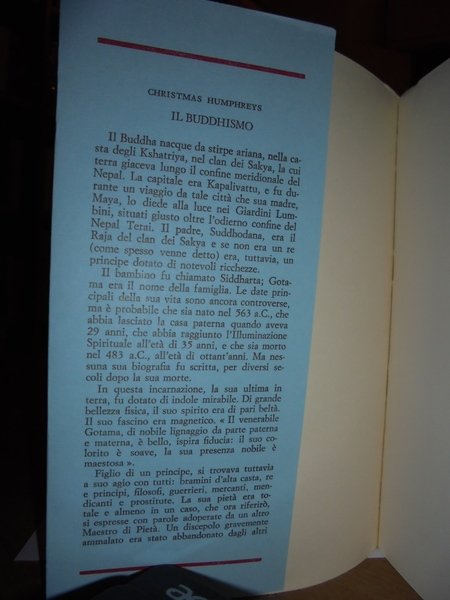 CHRISTMAS HUMPHREYS
IL BUDDHISMO
Il Buddha nacque da stirpe ariana, nella ca-
sta degli Kshatriya, nel clan dei Sakya, la cui
terra giaceva lungo il confine meridionale del
Nepal. La capitale era Kapalivattu, e fu du-
rante un viaggio da tale città che sua madre,
Maya, lo diede alla luce nei Giardini Lum-
bini, situati giusto oltre l'odierno confine del
Nepal Terai. Il padre, Suddbodana, era il
Raja del clan dei Sakya e se non era un re
(come spesso venne detto) era, tuttavia, un
principe dotato di notevoli ricchezze.
Il bambino fu chiamato Siddharta; Gota-
ma era il nome della famiglia. Le date prin-
cipali della sua vita sono ancora controverse,
ma è probabile che sia nato nel 563 a.C., che
abbia lasciato la casa paterna quando aveva
29 anni, che abbia raggiunto l'Illuminazione
Spirituale all'età di 35 anni, e che sia morto
nel 483 a.C., all'età di ottant'anni. Ma nes-
suna sua biografia fu scritta, per diversi se-
coli dopo la sua morte.
In questa incarnazione, la sua ultima in
terra, fu dotato di indole mirabile. Di grande
bellezza fisica, il suo spirito era di pari beltà.
Il suo fascino era magnetico. « Il venerabile
Gotama, di nobile lignaggio da parte paterna
e materna, è bello, ispira fiducia: il suo co-
lorito è soave, la sua presenza nobile è
maestosa ».
Figlio di un principe, si trovava tuttavia
a suo agio con tutti: bramini d'alta casta, re
e principi, filosofi, guerrieri, mercanti, men-
dicanti e prostitute. La sua pietà era to-
tale e almeno in un caso, che ora riferirò,
si espresse con parole adoperate da un altro
Maestro di Pietà. Un discepolo gravemente
ammalato era stato abbandonato dagli altri